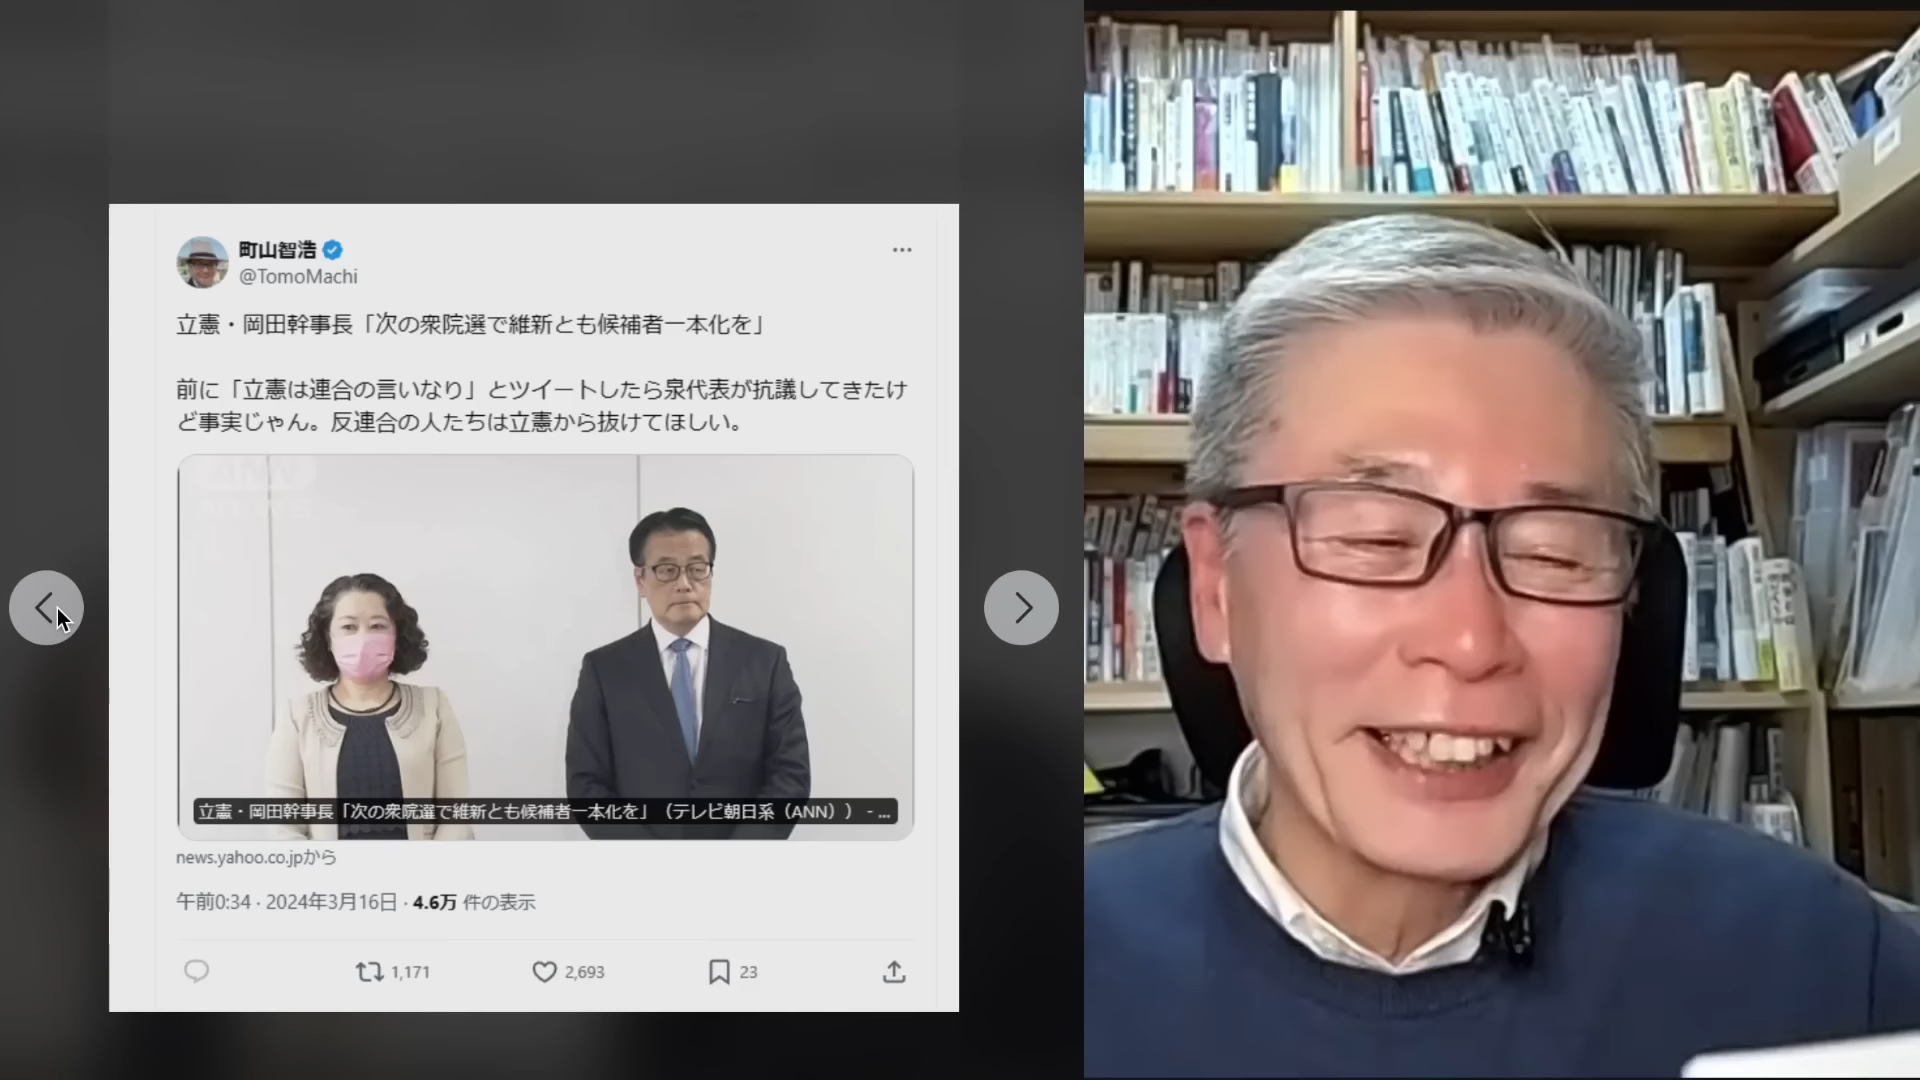 町山智浩
@TomoMachi
立憲・岡田幹事長「次の衆院選で維新とも候補者一本化を」
前に「立憲は連合の言いなり」とツイートしたら泉代表が抗議してきたけ
ど事実じゃん。反連合の人たちは立憲から抜けてほしい。
ANN
立憲・岡田幹事長「次の衆院選で維新とも候補者一本化を」（テレビ朝日系（ANN）） - ...
news.yahoo.co.jpから
午前0:34 · 2024年3月16日 · 4.6万 件の表示
1,171 2,693 23